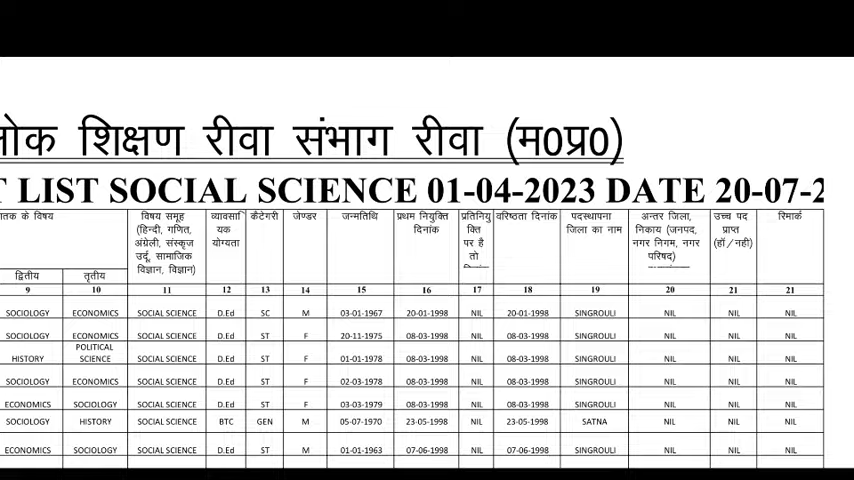 लोक शिक्षण रीवा संभाग रीवा (म0प्र0)
T LIST SOCIAL SCIENCE 01-04-2023 DATE 20-07-2
विषय समूह (हिन्दी, गणित, अंग्रेली, संस्कृज उर्दू, सामाजिक विज्ञान, विज्ञान) व्यावसायिक योग्यता कैटेगरी जेण्डर जन्मतिथि प्रथम नियुक्ति दिनांक प्रतिनियुक्ति पर है तो वरिष्ठता दिनांक पदस्थापना जिला का नाम अन्तर जिला, निकाय (जनपद, नगर निगम, नगर परिषद) उच्च पद प्राप्त (हॉ/नही) रिमार्क
तक के विषय
द्वितीय तृतीय
9 10 11 12 13 14 15 16 17 18 19 20 21 21
SOCIOLOGY ECONOMICS SOCIAL SCIENCE D.Ed SC M 03-01-1967 20-01-1998 NIL 20-01-1998 SINGROULI NIL NIL NIL
SOCIOLOGY ECONOMICS SOCIAL SCIENCE D.Ed ST F 20-11-1975 08-03-1998 NIL 08-03-1998 SINGROULI NIL NIL NIL
HISTORY POLITICAL SCIENCE SOCIAL SCIENCE D.Ed ST F 01-01-1978 08-03-1998 NIL 08-03-1998 SINGROULI NIL NIL NIL
SOCIOLOGY ECONOMICS SOCIAL SCIENCE D.Ed ST F 02-03-1978 08-03-1998 NIL 08-03-1998 SINGROULI NIL NIL NIL
ECONOMICS SOCIOLOGY SOCIAL SCIENCE D.Ed ST F 03-03-1979 08-03-1998 NIL 08-03-1998 SINGROULI NIL NIL NIL
SOCIOLOGY HISTORY SOCIAL SCIENCE BTC GEN M 05-07-1970 23-05-1998 NIL 23-05-1998 SATNA NIL NIL NIL
ECONOMICS SOCIOLOGY SOCIAL SCIENCE D.Ed ST M 01-01-1963 07-06-1998 NIL 07-06-1998 SINGROULI NIL NIL NIL